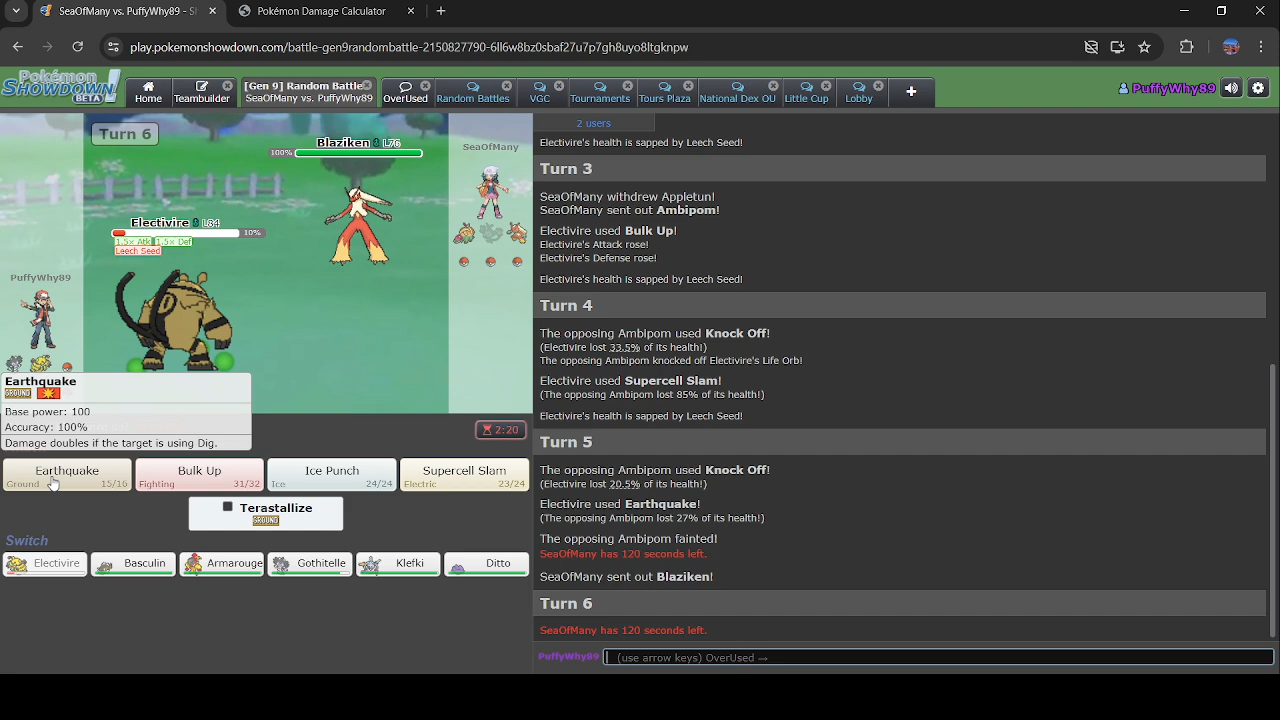 SeaOfMany vs. PuffyWhy89 - S
Pokémon Damage Calculator
play.pokemonshowdown.com/battle-gen9randombattle-2150827790-6ll6w8bz0sbaf27u7p7gh8uyo8ltgknpw
Pokémon
Showdown!
BETA
Home
Teambuilder
[Gen 9] Random Battle
SeaOfMany vs. PuffyWhy89
OverUsed
Random Battles
VGC
Tournaments
Tours Plaza
National Dex OU
Little Cup
Lobby
PuffyWhy89
Turn 6
Blaziken L76
100%
SeaOfMany
Electivire L84
10%
1.5× Atk 1.5× Def
Leech Seed
PuffyWhy89
Earthquake
GROUND
Base power: 100
Accuracy: 100%
Damage doubles if the target is using Dig.
2:20
Earthquake
Ground 15/16
Bulk Up
Fighting 31/32
Ice Punch
Ice 24/24
Supercell Slam
Electric 23/24
Terastallize
GROUND
Switch
Electivire
Basculin
Armarouge
Gothitelle
Klefki
Ditto
2 users
Electivire's health is sapped by Leech Seed!
Turn 3
SeaOfMany withdrew Appletun!
SeaOfMany sent out Ambipom!
Electivire used Bulk Up!
Electivire's Attack rose!
Electivire's Defense rose!
Electivire's health is sapped by Leech Seed!
Turn 4
The opposing Ambipom used Knock Off!
(Electivire lost 33.5% of its health!)
The opposing Ambipom knocked off Electivire's Life Orb!
Electivire used Supercell Slam!
(The opposing Ambipom lost 85% of its health!)
Electivire's health is sapped by Leech Seed!
Turn 5
The opposing Ambipom used Knock Off!
(Electivire lost 20.5% of its health!)
Electivire used Earthquake!
(The opposing Ambipom lost 27% of its health!)
The opposing Ambipom fainted!
SeaOfMany has 120 seconds left.
SeaOfMany sent out Blaziken!
Turn 6
SeaOfMany has 120 seconds left.
PuffyWhy89 (use arrow keys) OverUsed →